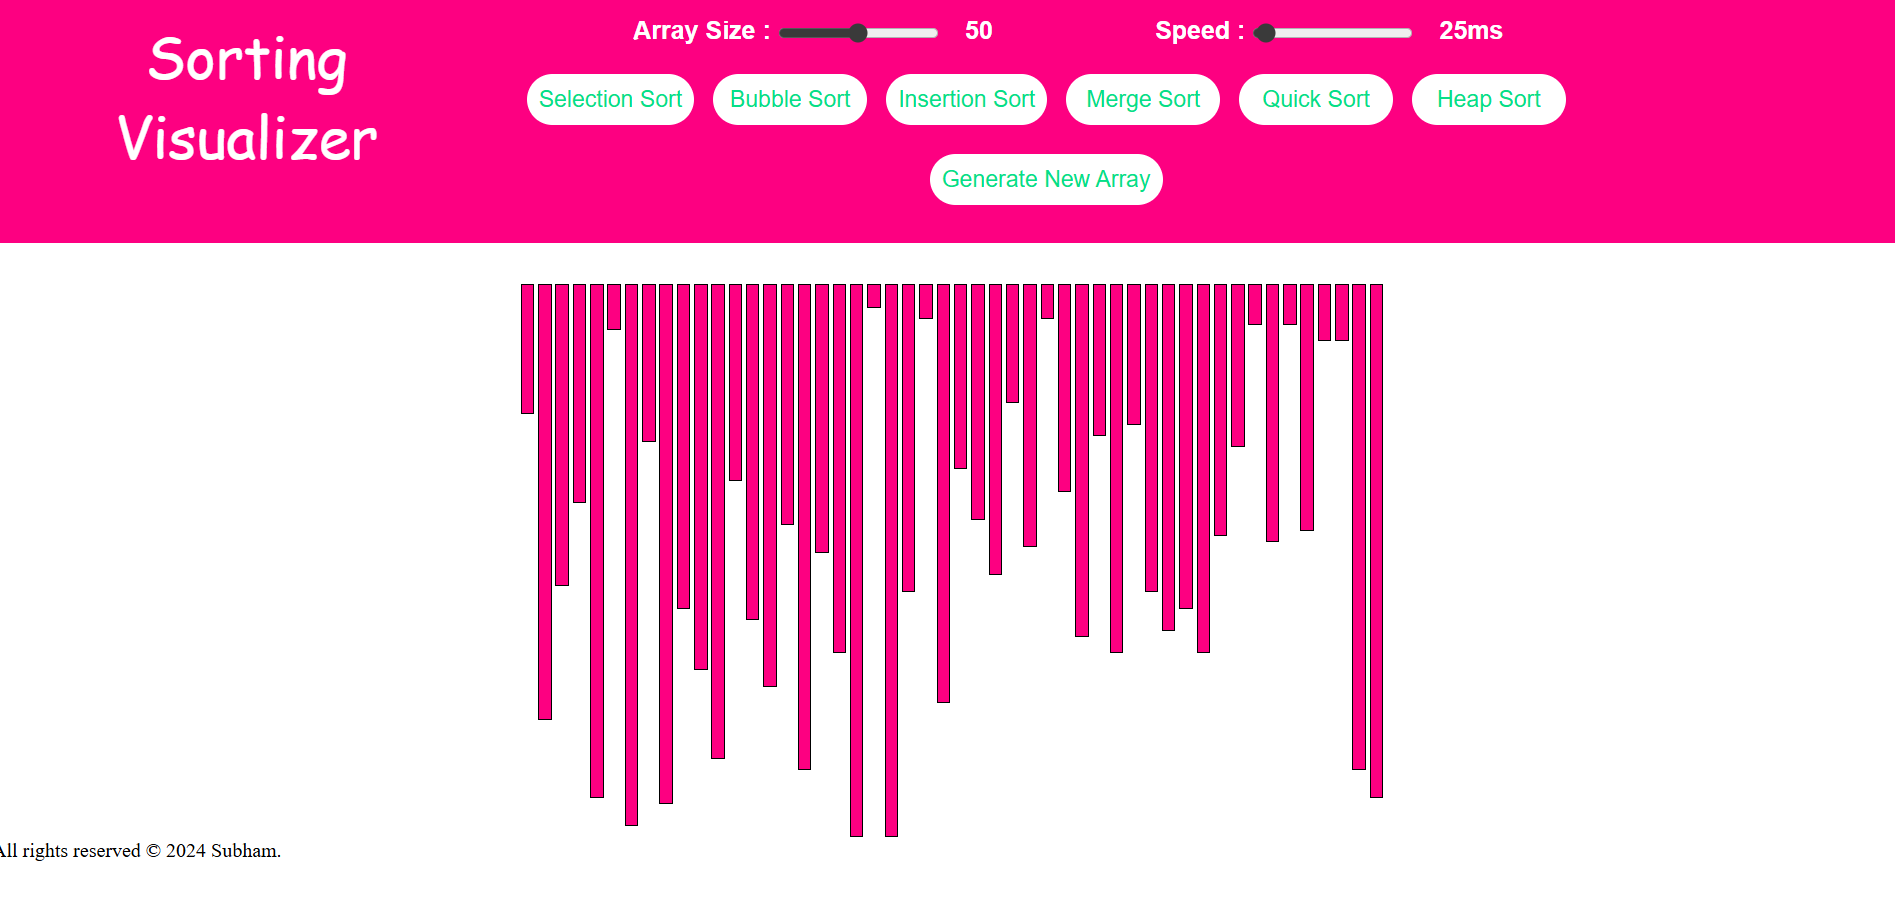 Sorting
Visualizer
Array Size : 50
Speed : 25ms
Selection Sort
Bubble Sort
Insertion Sort
Merge Sort
Quick Sort
Heap Sort
Generate New Array
All rights reserved © 2024 Subham.